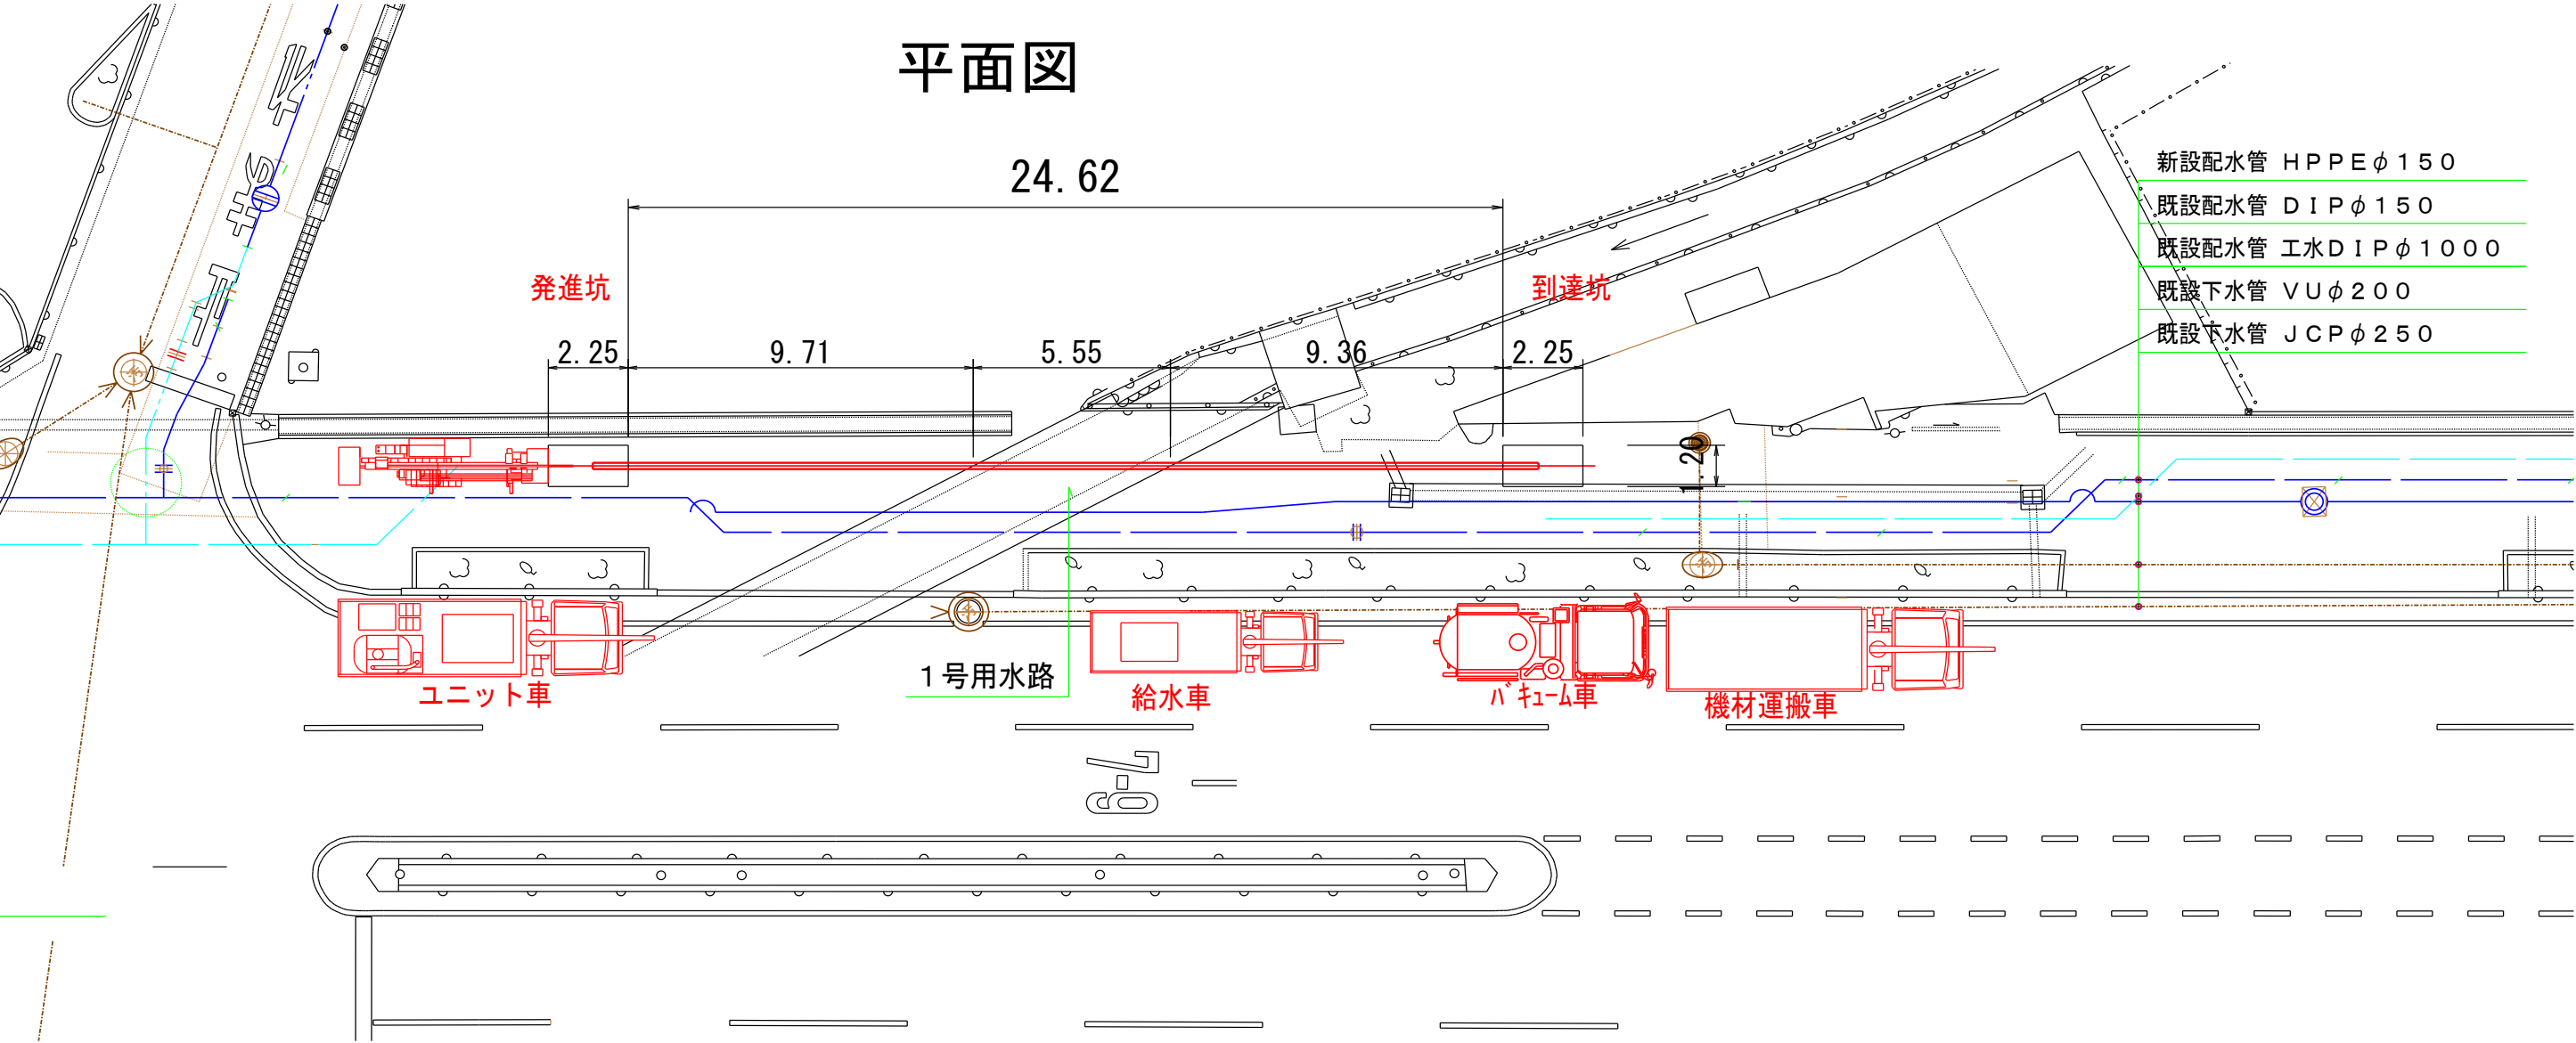 平面図
24.62
新設配水管 ＨＰＰＥφ１５０
既設配水管 ＤＩＰφ１５０
既設配水管 工水ＤＩＰφ１０００
既設下水管 ＶＵφ２００
既設下水管 ＪＣＰφ２５０
発進坑
到達坑
2.25
9.71
5.55
9.36
2.25
1.20
１号用水路
ユニット車
給水車
ﾊﾞｷｭｰﾑ車
機材運搬車